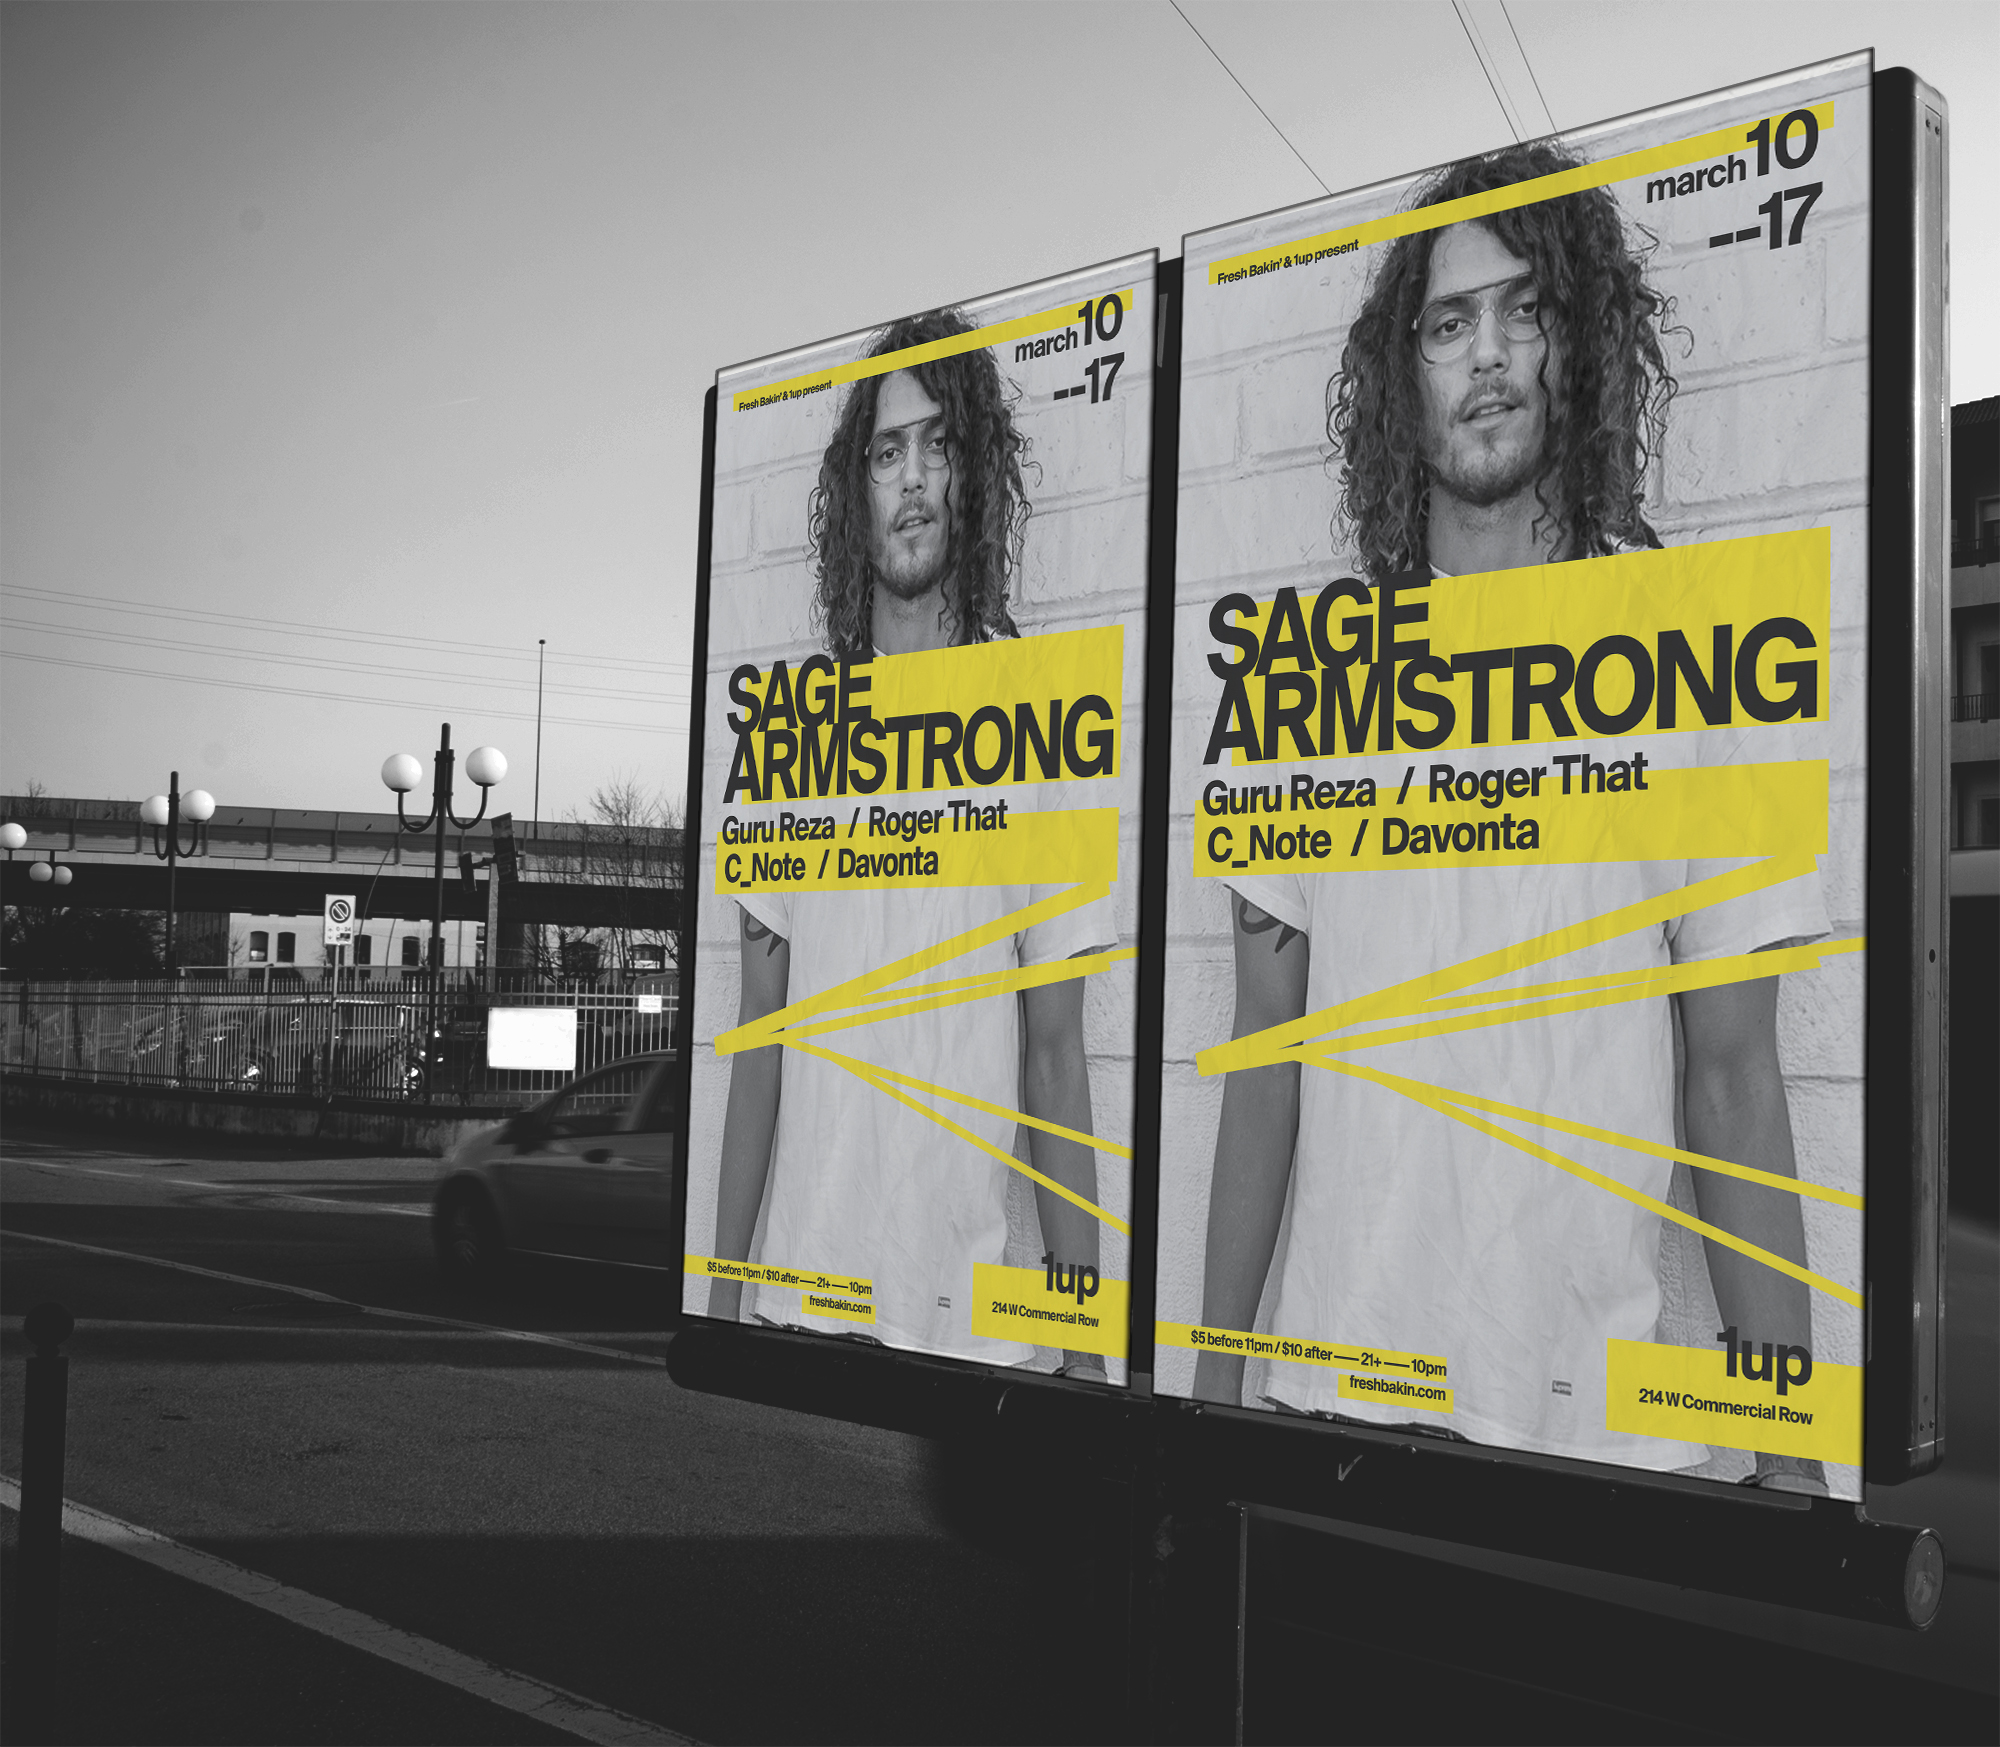 Fresh Bakin' & 1up present
march 10
--17
SAGE
ARMSTRONG
Guru Reza / Roger That
C_Note / Davonta
$5 before 11pm / $10 after —— 21+ —— 10pm
freshbakin.com
1up
214 W Commercial Row
Fresh Bakin' & 1up present
march 10
--17
SAGE
ARMSTRONG
Guru Reza / Roger That
C_Note / Davonta
$5 before 11pm / $10 after —— 21+ —— 10pm
freshbakin.com
1up
214 W Commercial Row